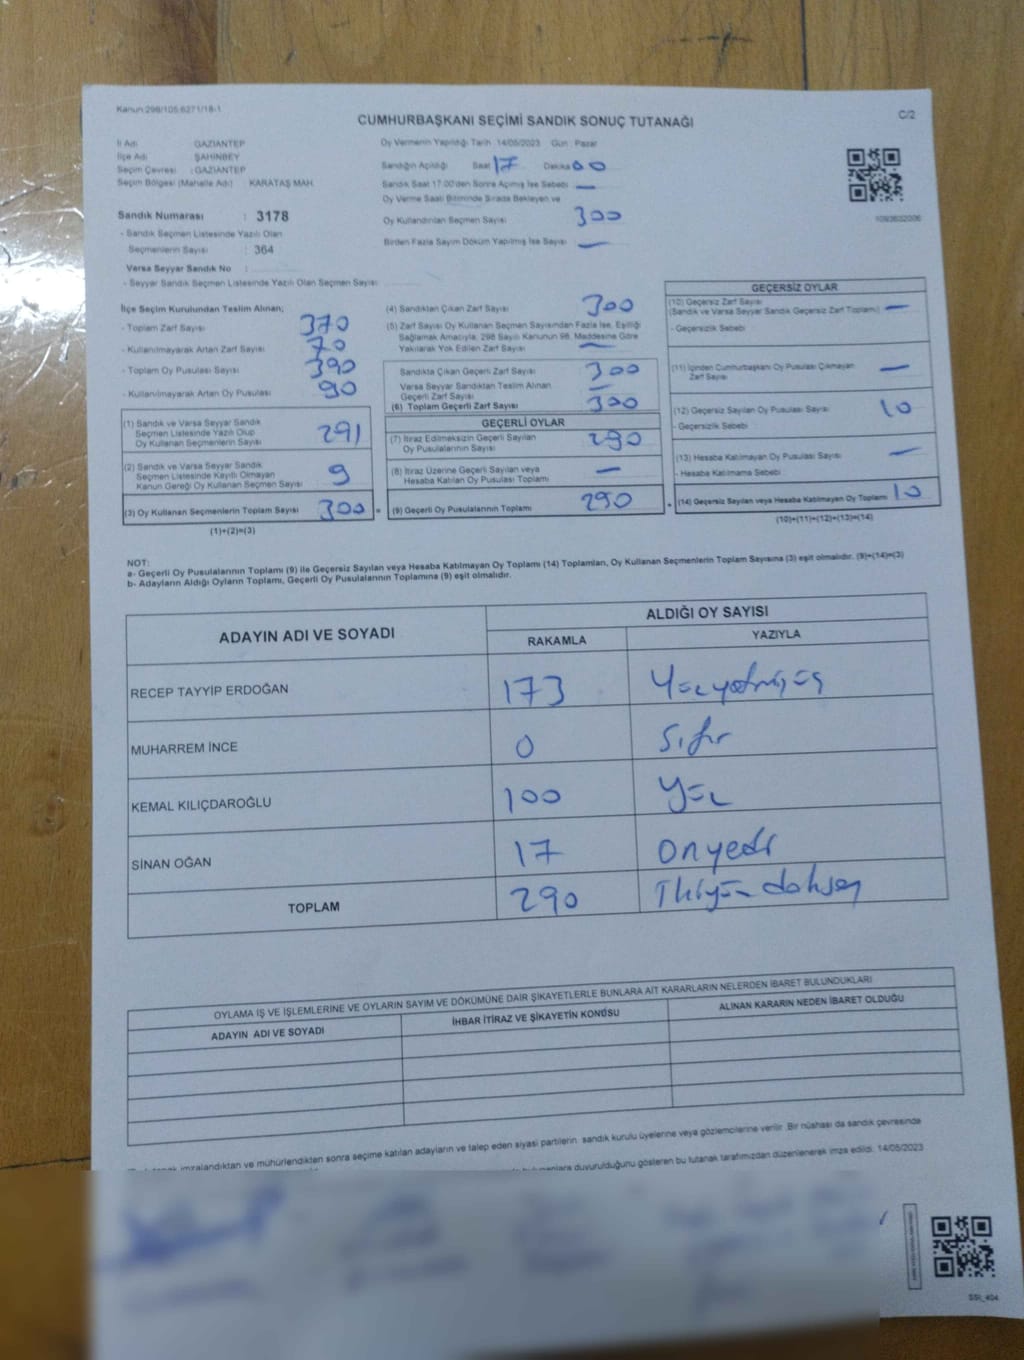 Kanun:298/105,6271/18-1
C/2
CUMHURBAŞKANI SEÇİMİ SANDIK SONUÇ TUTANAĞI
İl Adı GAZİANTEP
İlçe Adı ŞAHİNBEY
Seçim Çevresi : GAZİANTEP
Seçim Bölgesi (Mahalle Adı) : KARATAŞ MAH.
Sandık Numarası : 3178
- Sandık Seçmen Listesinde Yazılı Olan
Seçmenlerin Sayısı : 364
Varsa Seyyar Sandık No :
- Seyyar Sandık Seçmen Listesinde Yazılı Olan Seçmen Sayısı
Oy Vermenin Yapıldığı Tarih 14/05/2023 Gün : Pazar
Sandığın Açıldığı Saat 17 Dakika 00
Sandık Saat 17.00'den Sonra Açılmış İse Sebebi —
Oy Verme Saati Bitiminde Sırada Bekleyen ve
Oy Kullandırılan Seçmen Sayısı 300
Birden Fazla Sayım Döküm Yapılmış İse Sayısı —
İlçe Seçim Kurulundan Teslim Alınan;
- Toplam Zarf Sayısı 370
- Kullanılmayarak Artan Zarf Sayısı 70
- Toplam Oy Pusulası Sayısı 390
- Kullanılmayarak Artan Oy Pusulası 90
(1) Sandık ve Varsa Seyyar Sandık
Seçmen Listesinde Yazılı Olup
Oy Kullanan Seçmenlerin Sayısı 291
(2) Sandık ve Varsa Seyyar Sandık
Seçmen Listesinde Kayıtlı Olmayan
Kanun Gereği Oy Kullanan Seçmen Sayısı 9
(3) Oy Kullanan Seçmenlerin Toplam Sayısı 300 =
(1)+(2)=(3)
(4) Sandıktan Çıkan Zarf Sayısı 300
(5) Zarf Sayısı Oy Kullanan Seçmen Sayısından Fazla İse, Eşitliği
Sağlamak Amacıyla, 298 Sayılı Kanunun 98. Maddesine Göre
Yakılarak Yok Edilen Zarf Sayısı —
Sandıkta Çıkan Geçerli Zarf Sayısı 300
Varsa Seyyar Sandıktan Teslim Alınan
Geçerli Zarf Sayısı —
(6) Toplam Geçerli Zarf Sayısı 300
GEÇERLİ OYLAR
(7) İtiraz Edilmeksizin Geçerli Sayılan
Oy Pusulalarının Sayısı 290
(8) İtiraz Üzerine Geçerli Sayılan veya
Hesaba Katılan Oy Pusulası Toplamı —
(9) Geçerli Oy Pusulalarının Toplamı 290 +
1093632006
GEÇERSİZ OYLAR
(10) Geçersiz Zarf Sayısı
(Sandık ve Varsa Seyyar Sandık Geçersiz Zarf Toplamı) —
- Geçersizlik Sebebi
(11) İçinden Cumhurbaşkanı Oy Pusulası Çıkmayan
Zarf Sayısı —
(12) Geçersiz Sayılan Oy Pusulası Sayısı 10
- Geçersizlik Sebebi
(13) Hesaba Katılmayan Oy Pusulası Sayısı —
- Hesaba Katılmama Sebebi
(14) Geçersiz Sayılan veya Hesaba Katılmayan Oy Toplamı 10
(10)+(11)+(12)+(13)=(14)
NOT:
a- Geçerli Oy Pusulalarının Toplamı (9) ile Geçersiz Sayılan veya Hesaba Katılmayan Oy Toplamı (14) Toplamları, Oy Kullanan Seçmenlerin Toplam Sayısına (3) eşit olmalıdır. (9)+(14)=(3)
b- Adayların Aldığı Oyların Toplamı, Geçerli Oy Pusulalarının Toplamına (9) eşit olmalıdır.
ADAYIN ADI VE SOYADI
ALDIĞI OY SAYISI
RAKAMLA YAZIYLA
RECEP TAYYİP ERDOĞAN 173 Yüzyetmişüç
MUHARREM İNCE 0 Sıfır
KEMAL KILIÇDAROĞLU 100 Yüz
SİNAN OĞAN 17 Onyedi
TOPLAM 290 İkiyüz doksan
OYLAMA İŞ VE İŞLEMLERİNE VE OYLARIN SAYIM VE DÖKÜMÜNE DAİR ŞİKAYETLERLE BUNLARA AİT KARARLARIN NELERDEN İBARET BULUNDUKLARI
ADAYIN ADI VE SOYADI İHBAR İTİRAZ VE ŞİKAYETİN KONUSU ALINAN KARARIN NEDEN İBARET OLDUĞU
imzalandıktan ve mühürlendikten sonra seçime katılan adayların ve talep eden siyasi partilerin sandık kurulu üyelerine veya gözlemcilerine verilir. Bir nüshası da sandık çevresinde
duyurulduğunu gösteren bu tutanak tarafımızdan düzenlenerek imza edildi. 14/05/2023
SSI_404